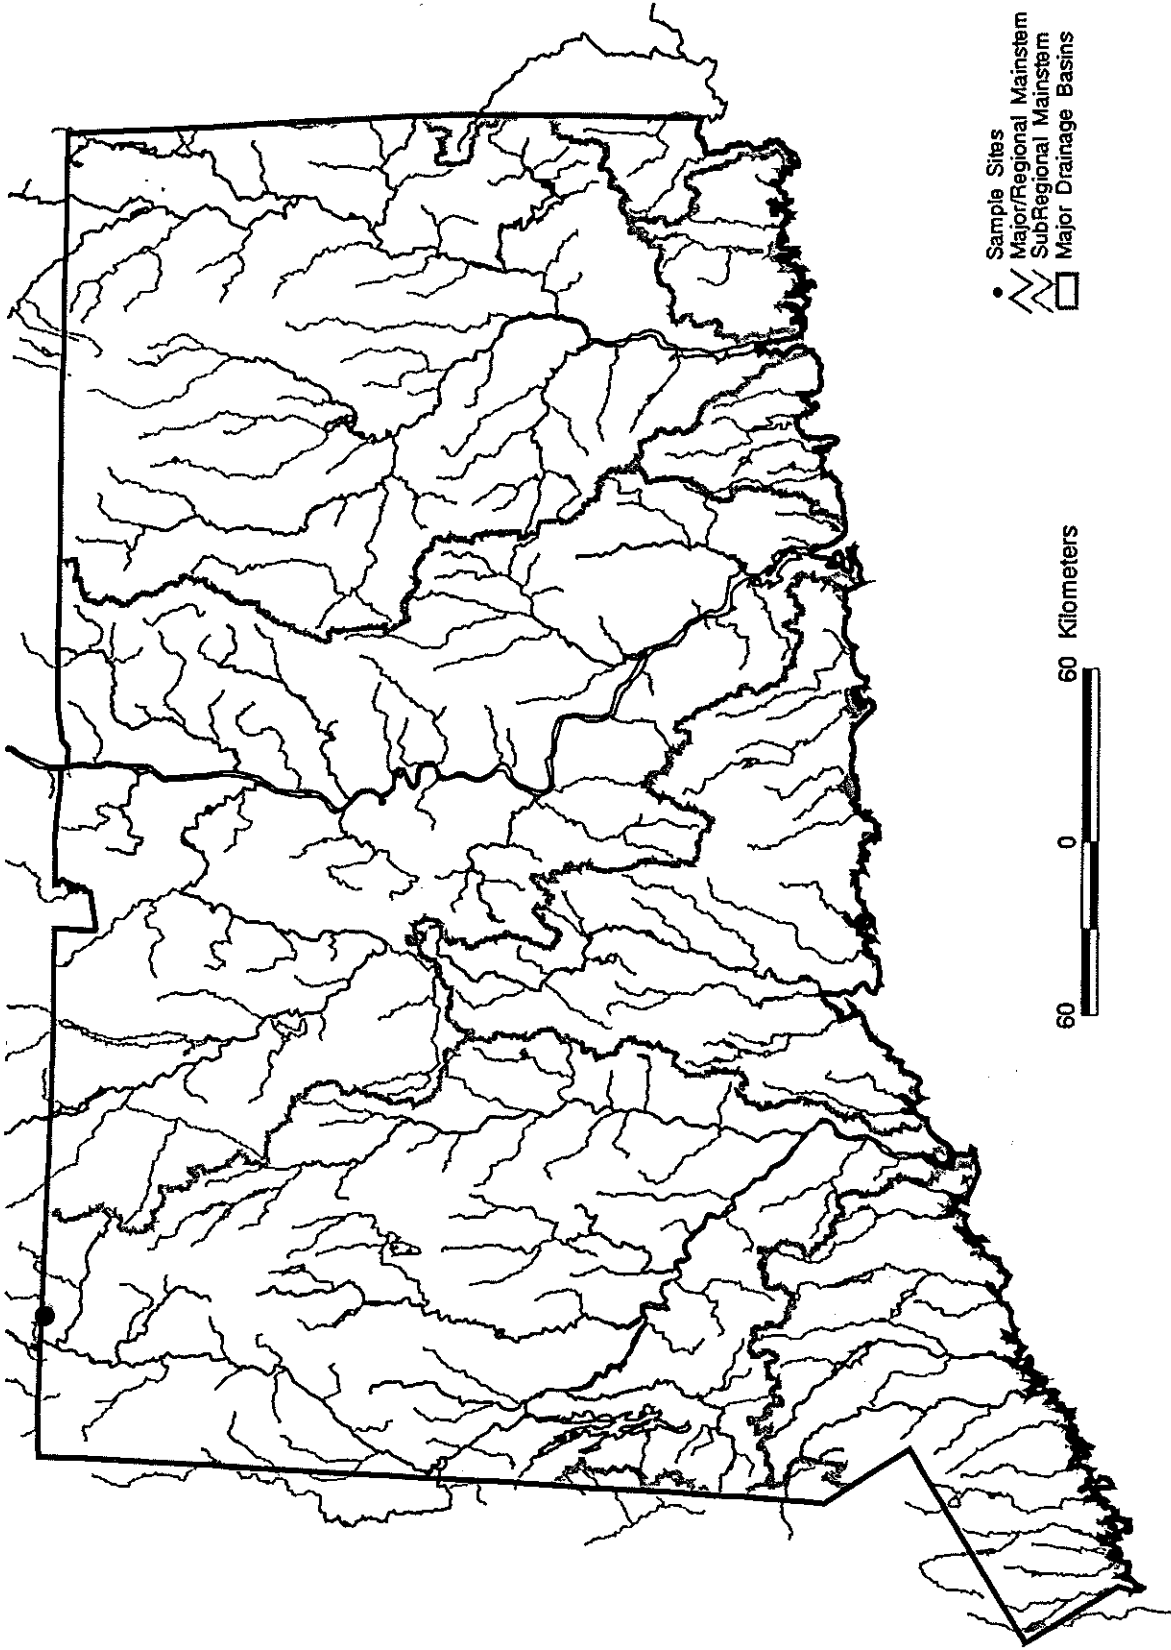 Sample Sites
Major/Regional Mainstem
SubRegional Mainstem
Major Drainage Basins
60 0 60 Kilometers